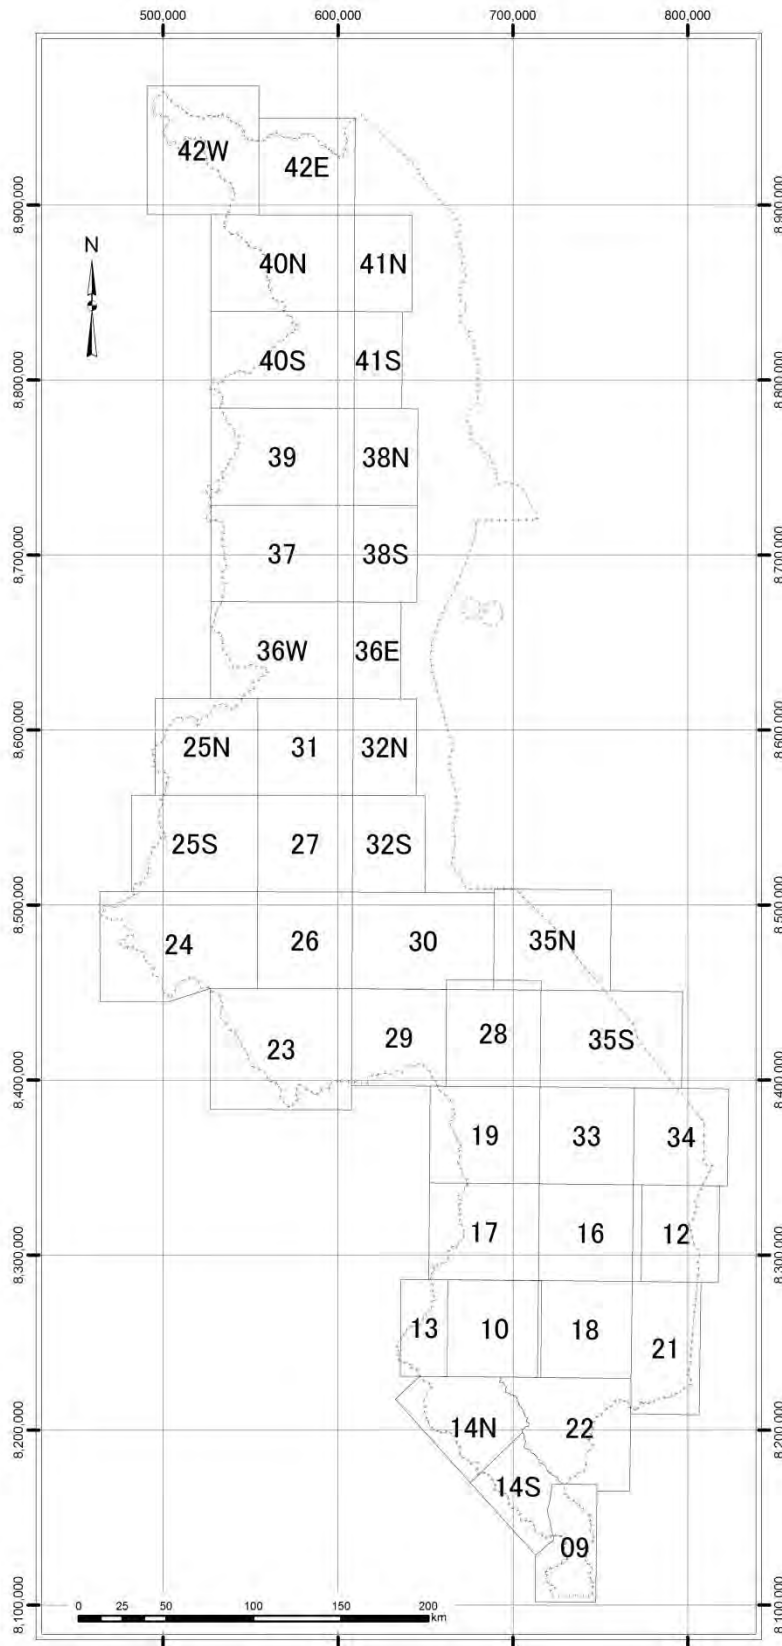 500,000 600,000 700,000 800,000
42W
42E
8,900,000 8,900,000
N
40N 41N
40S 41S
8,800,000 8,800,000
39 38N
37 38S
8,700,000 8,700,000
36W 36E
8,600,000 8,600,000
25N 31 32N
25S 27 32S
8,500,000 8,500,000
24 26 30 35N
23 29 28 35S
8,400,000 8,400,000
19 33 34
17 16 12
8,300,000 8,300,000
13 10 18 21
14N 22
8,200,000 8,200,000
14S
09
8,100,000 8,100,000
0 25 50 100 150 200
km